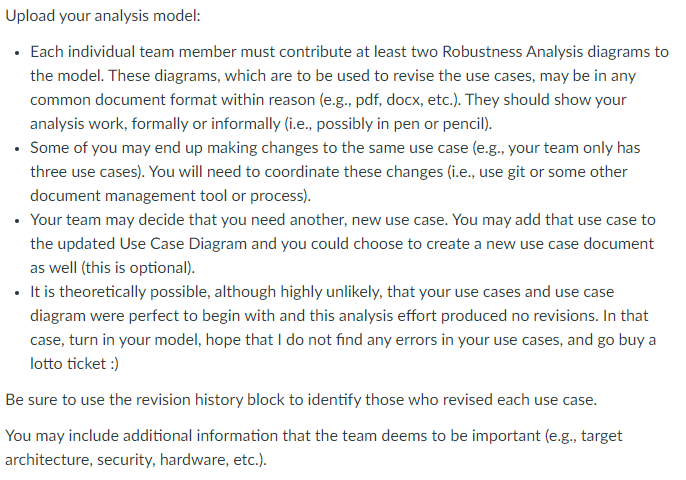 Upload your analysis model:
• Each individual team member must contribute at least two Robustness Analysis diagrams to
the model. These diagrams, which are to be used to revise the use cases, may be in any
common document format within reason (e.g., pdf, docx, etc.). They should show your
analysis work, formally or informally (i.e., possibly in pen or pencil).
• Some of you may end up making changes to the same use case (e.g., your team only has
three use cases). You will need to coordinate these changes (i.e., use git or some other
document management tool or process).
• Your team may decide that you need another, new use case. You may add that use case to
the updated Use Case Diagram and you could choose to create a new use case document
as well (this is optional).
• It is theoretically possible, although highly unlikely, that your use cases and use case
diagram were perfect to begin with and this analysis effort produced no revisions. In that
case, turn in your model, hope that I do not find any errors in your use cases, and go buy a
lotto ticket :)
Be sure to use the revision history block to identify those who revised each use case.
You may include additional information that the team deems to be important (e.g., target
architecture, security, hardware, etc.).